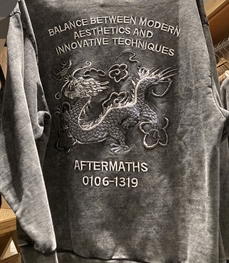 BALANCE BETWEEN MODERN
AESTHETICS AND
INNOVATIVE TECHNIQUES
AFTERMATHS
0106-1319